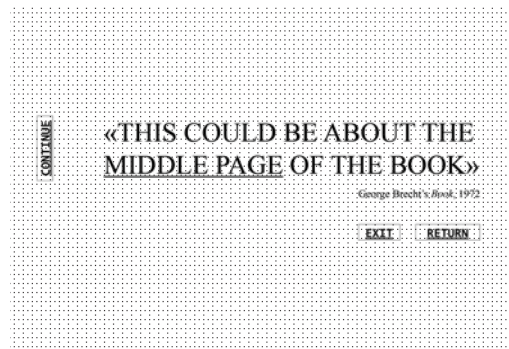 CONTINUE
«THIS COULD BE ABOUT THE
MIDDLE PAGE OF THE BOOK»
George Brecht's Book, 1972
EXIT RETURN